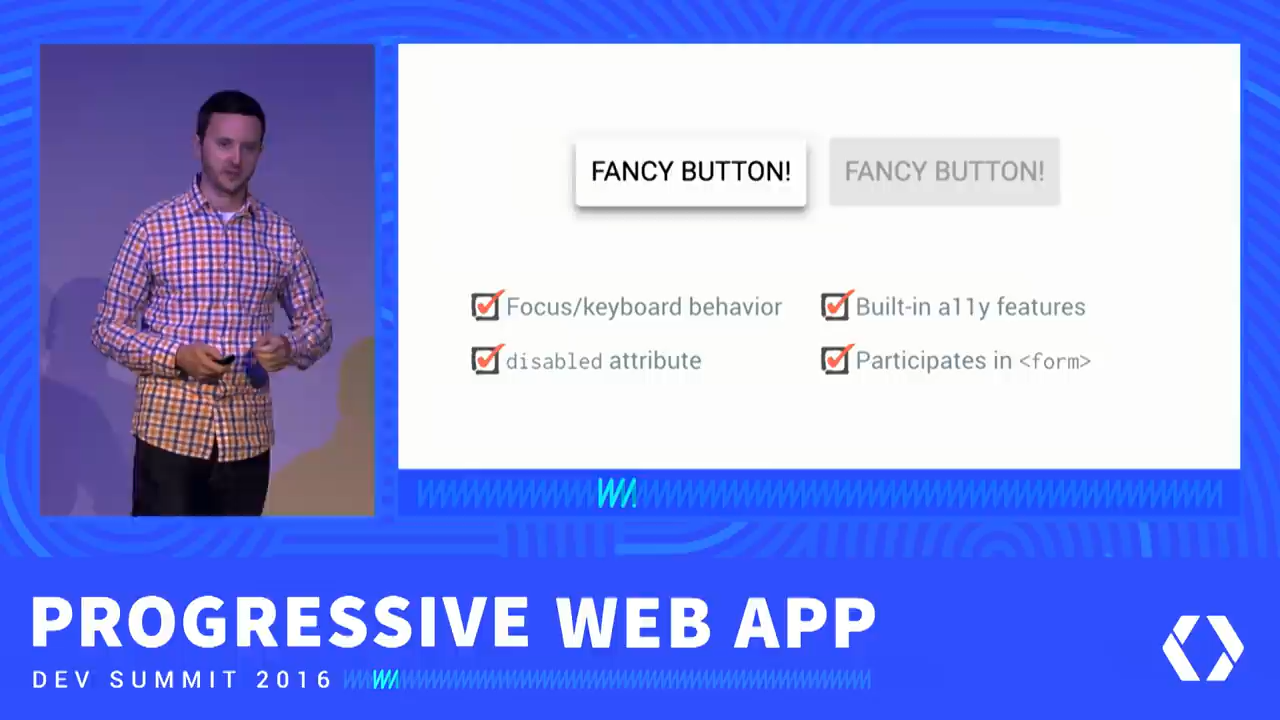 FANCY BUTTON! FANCY BUTTON!
Focus/keyboard behavior Built-in a11y features
disabled attribute Participates in <form>
PROGRESSIVE WEB APP
DEV SUMMIT 2016